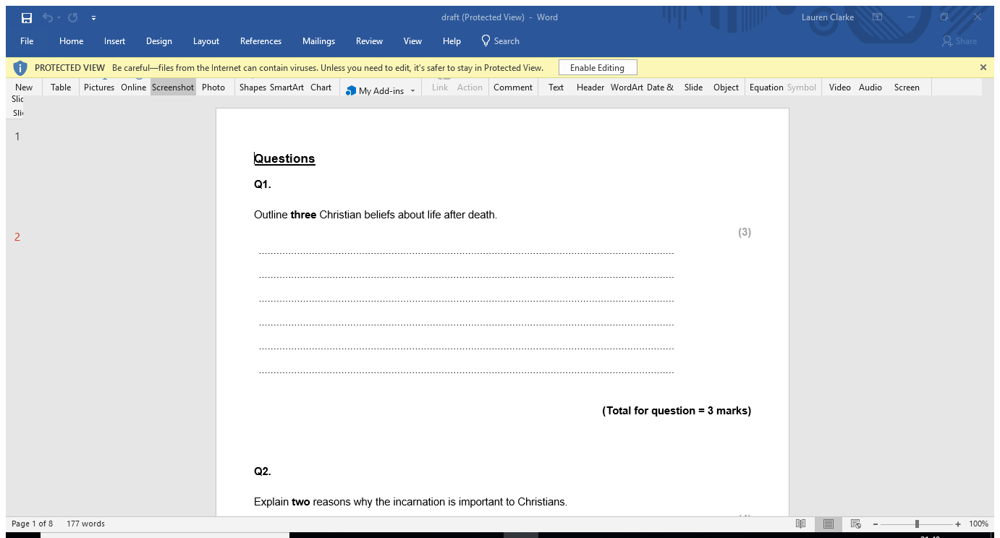 draft (Protected View) - Word
Lauren Clarke
File Home Insert Design Layout References Mailings Review View Help Search
Share
PROTECTED VIEW Be careful—files from the Internet can contain viruses. Unless you need to edit, it's safer to stay in Protected View. Enable Editing
New Table Pictures Online Screenshot Photo Shapes SmartArt Chart My Add-ins Link Action Comment Text Header WordArt Date & Slide Object Equation Symbol Video Audio Screen
1
2
Questions
Q1.
Outline three Christian beliefs about life after death.
(3)
..............................................................................................................................................
..............................................................................................................................................
..............................................................................................................................................
..............................................................................................................................................
..............................................................................................................................................
..............................................................................................................................................
(Total for question = 3 marks)
Q2.
Explain two reasons why the incarnation is important to Christians.
Page 1 of 8 177 words
100%